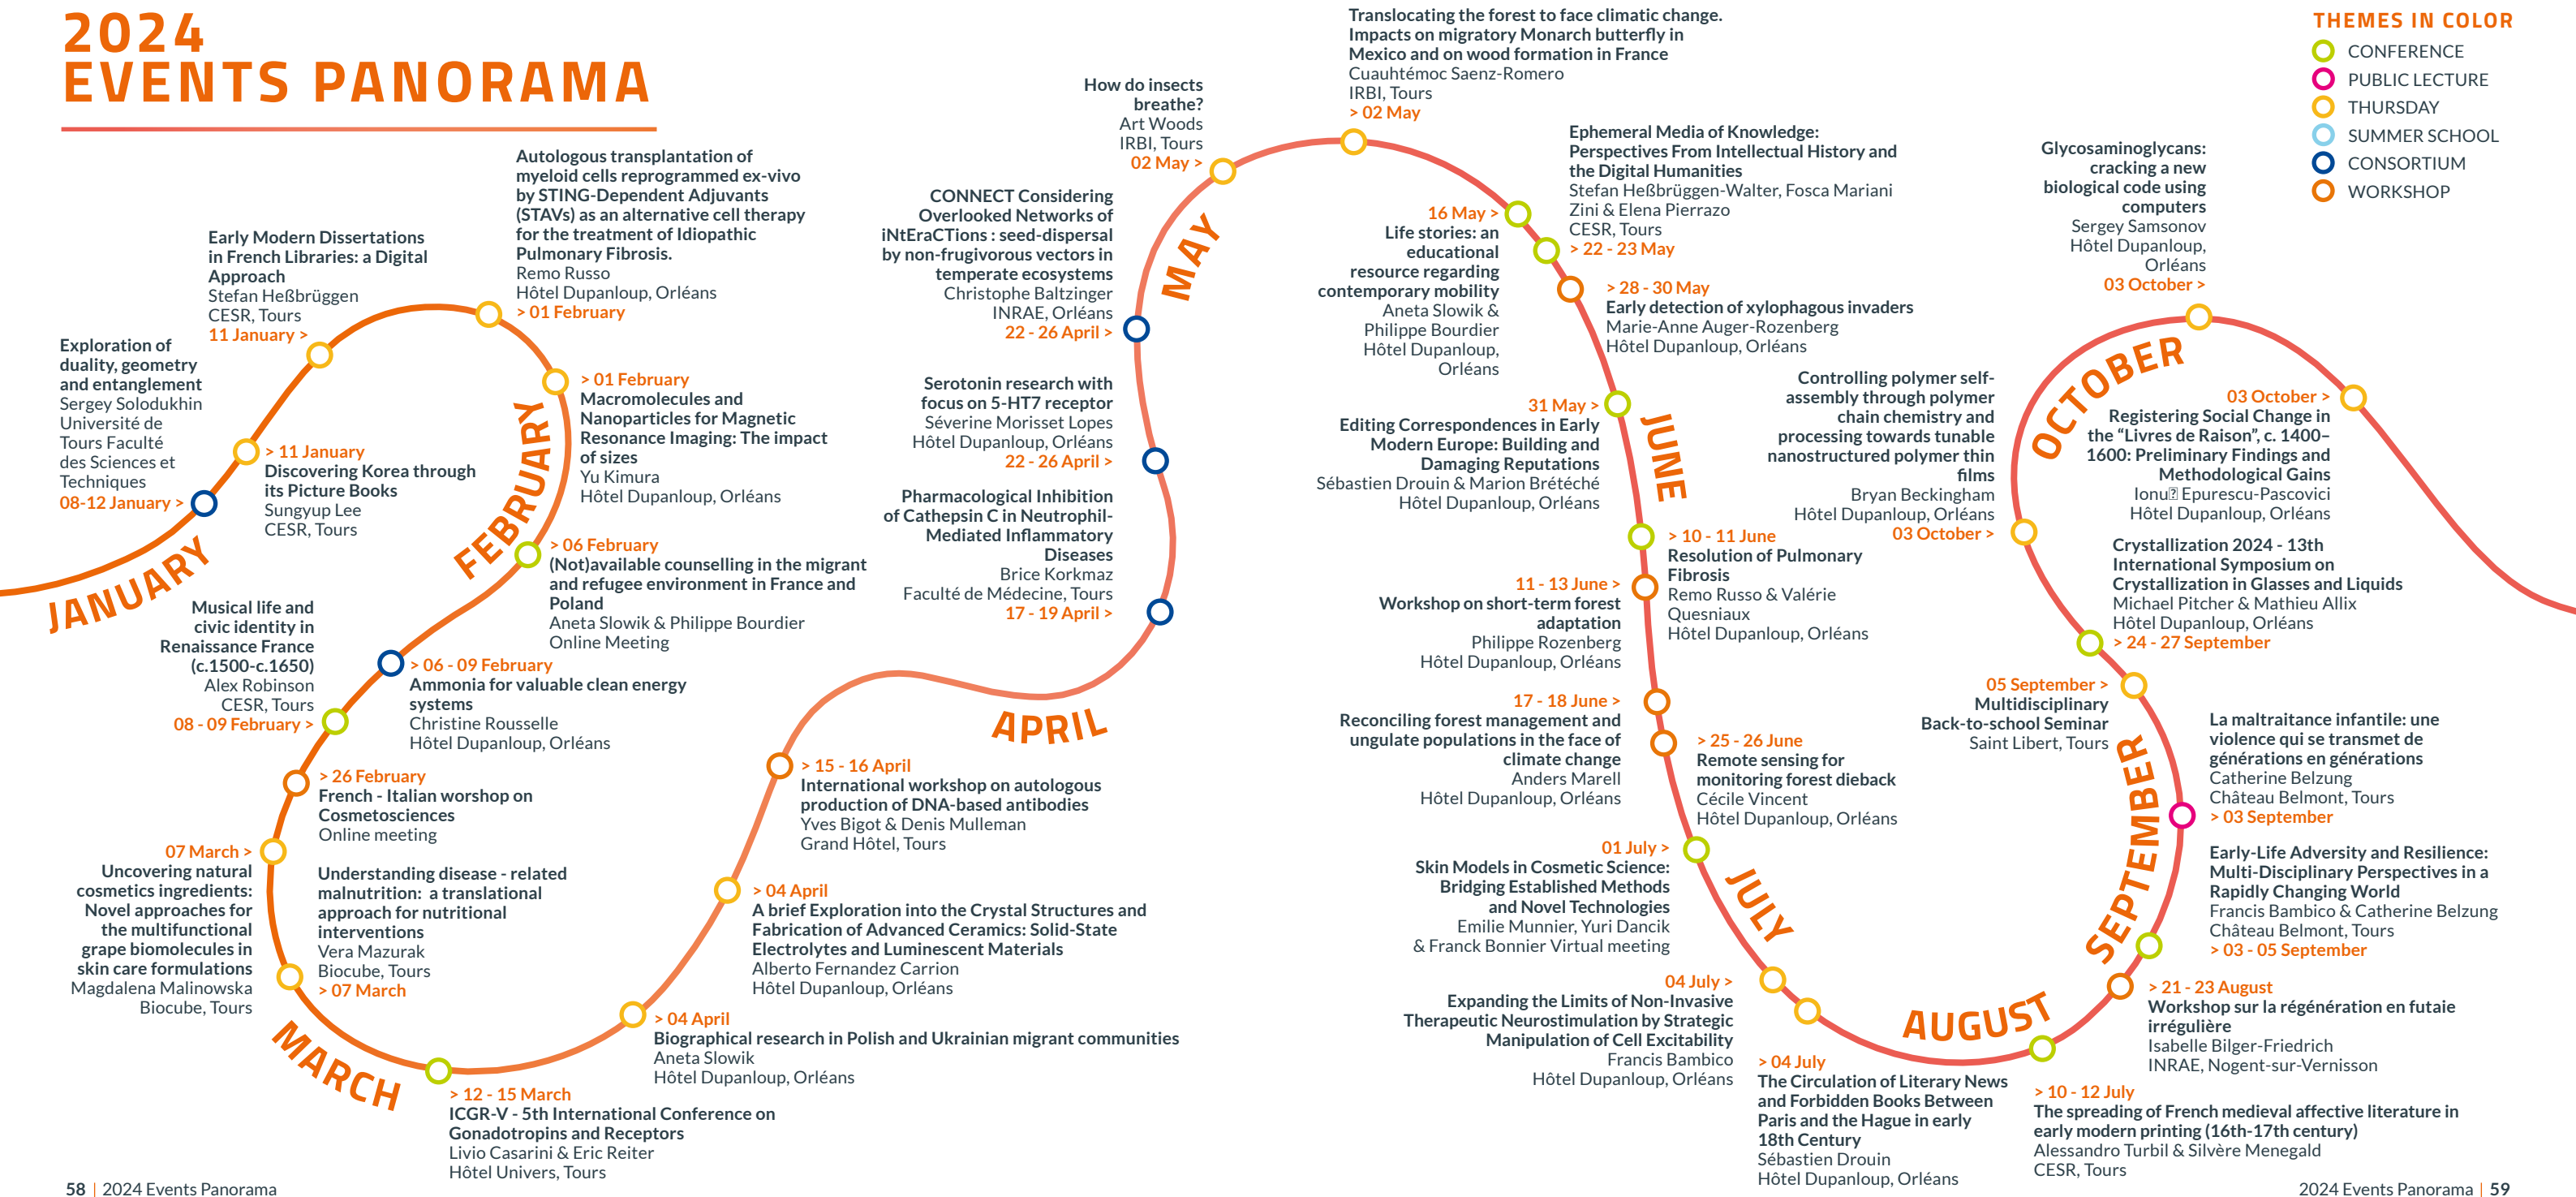 2024
EVENTS PANORAMA
Exploration of
duality, geometry
and entanglement
Sergey Solodukhin
Université de
Tours Faculté
des Sciences et
Techniques
08-12 January >
JANUARY
> 11 January
Discovering Korea through
its Picture Books
Sungyup Lee
CESR, Tours
Early Modern Dissertations
in French Libraries: a Digital
Approach
Stefan Heßbrüggen
CESR, Tours
11 January >
Autologous transplantation of
myeloid cells reprogrammed ex-vivo
by STING-Dependent Adjuvants
(STAVs) as an alternative cell therapy
for the treatment of Idiopathic
Pulmonary Fibrosis.
Remo Russo
Hôtel Dupanloup, Orléans
> 01 February
> 01 February
Macromolecules and
Nanoparticles for Magnetic
Resonance Imaging: The impact
of sizes
Yu Kimura
Hôtel Dupanloup, Orléans
FEBRUARY
> 06 February
(Not)available counselling in the migrant
and refugee environment in France and
Poland
Aneta Slowik & Philippe Bourdier
Online Meeting
> 06 - 09 February
Ammonia for valuable clean energy
systems
Christine Rousselle
Hôtel Dupanloup, Orléans
Musical life and
civic identity in
Renaissance France
(c.1500-c.1650)
Alex Robinson
CESR, Tours
08 - 09 February >
> 26 February
French - Italian worshop on
Cosmetosciences
Online meeting
07 March >
Uncovering natural
cosmetics ingredients:
Novel approaches for
the multifunctional
grape biomolecules in
skin care formulations
Magdalena Malinowska
Biocube, Tours
Understanding disease - related
malnutrition:  a translational
approach for nutritional
interventions
Vera Mazurak
Biocube, Tours
> 07 March
MARCH
> 12 - 15 March
ICGR-V - 5th International Conference on
Gonadotropins and Receptors
Livio Casarini & Eric Reiter
Hôtel Univers, Tours
> 04 April
Biographical research in Polish and Ukrainian migrant communities
Aneta Slowik
Hôtel Dupanloup, Orléans
> 04 April
A brief Exploration into the Crystal Structures and
Fabrication of Advanced Ceramics: Solid-State
Electrolytes and Luminescent Materials
Alberto Fernandez Carrion
Hôtel Dupanloup, Orléans
> 15 - 16 April
International workshop on autologous
production of DNA-based antibodies
Yves Bigot & Denis Mulleman
Grand Hôtel, Tours
APRIL
Pharmacological Inhibition
of Cathepsin C in Neutrophil-
Mediated Inflammatory
Diseases
Brice Korkmaz
Faculté de Médecine, Tours
17 - 19 April >
Serotonin research with
focus on 5-HT7 receptor
Séverine Morisset Lopes
Hôtel Dupanloup, Orléans
22 - 26 April >
CONNECT Considering
Overlooked Networks of
iNtEraCTions : seed-dispersal
by non-frugivorous vectors in
temperate ecosystems
Christophe Baltzinger
INRAE, Orléans
22 - 26 April >
MAY
How do insects
breathe?
Art Woods
IRBI, Tours
02 May >
Translocating the forest to face climatic change.
Impacts on migratory Monarch butterfly in
Mexico and on wood formation in France
Cuauhtémoc Saenz-Romero
IRBI, Tours
> 02 May
16 May >
Life stories: an
educational
resource regarding
contemporary mobility
Aneta Slowik &
Philippe Bourdier
Hôtel Dupanloup,
Orléans
Ephemeral Media of Knowledge:
Perspectives From Intellectual History and
the Digital Humanities
Stefan Heßbrüggen-Walter, Fosca Mariani
Zini & Elena Pierrazo
CESR, Tours
> 22 - 23 May
> 28 - 30 May
Early detection of xylophagous invaders
Marie-Anne Auger-Rozenberg
Hôtel Dupanloup, Orléans
31 May >
Editing Correspondences in Early
Modern Europe: Building and
Damaging Reputations
Sébastien Drouin & Marion Brétéché
Hôtel Dupanloup, Orléans
JUNE
> 10 - 11 June
Resolution of Pulmonary
Fibrosis
Remo Russo & Valérie
Quesniaux
Hôtel Dupanloup, Orléans
11 - 13 June >
Workshop on short-term forest
adaptation
Philippe Rozenberg
Hôtel Dupanloup, Orléans
17 - 18 June >
Reconciling forest management and
ungulate populations in the face of
climate change
Anders Marell
Hôtel Dupanloup, Orléans
> 25 - 26 June
Remote sensing for
monitoring forest dieback
Cécile Vincent
Hôtel Dupanloup, Orléans
01 July >
Skin Models in Cosmetic Science:
Bridging Established Methods
and Novel Technologies
Emilie Munnier, Yuri Dancik
& Franck Bonnier Virtual meeting
JULY
04 July >
Expanding the Limits of Non-Invasive
Therapeutic Neurostimulation by Strategic
Manipulation of Cell Excitability
Francis Bambico
Hôtel Dupanloup, Orléans
> 04 July
The Circulation of Literary News
and Forbidden Books Between
Paris and the Hague in early
18th Century
Sébastien Drouin
Hôtel Dupanloup, Orléans
> 10 - 12 July
The spreading of French medieval affective literature in
early modern printing (16th-17th century)
Alessandro Turbil & Silvère Menegald
CESR, Tours
AUGUST
> 21 - 23 August
Workshop sur la régénération en futaie
irrégulière
Isabelle Bilger-Friedrich
INRAE, Nogent-sur-Vernisson
Early-Life Adversity and Resilience:
Multi-Disciplinary Perspectives in a
Rapidly Changing World
Francis Bambico & Catherine Belzung
Château Belmont, Tours
> 03 - 05 September
La maltraitance infantile: une
violence qui se transmet de
générations en générations
Catherine Belzung
Château Belmont, Tours
> 03 September
SEPTEMBER
05 September >
Multidisciplinary
Back-to-school Seminar
Saint Libert, Tours
Crystallization 2024 - 13th
International Symposium on
Crystallization in Glasses and Liquids
Michael Pitcher & Mathieu Allix
Hôtel Dupanloup, Orléans
> 24 - 27 September
Controlling polymer self-
assembly through polymer
chain chemistry and
processing towards tunable
nanostructured polymer thin
films
Bryan Beckingham
Hôtel Dupanloup, Orléans
03 October >
OCTOBER
Glycosaminoglycans:
cracking a new
biological code using
computers
Sergey Samsonov
Hôtel Dupanloup,
Orléans
03 October >
03 October >
Registering Social Change in
the “Livres de Raison”, c. 1400–
1600: Preliminary Findings and
Methodological Gains
Epurescu-Pascovici
Hôtel Dupanloup, Orléans
THEMES IN COLOR
CONFERENCE
PUBLIC LECTURE
THURSDAY
SUMMER SCHOOL
CONSORTIUM
WORKSHOP
58 | 2024 Events Panorama
2024 Events Panorama | 59